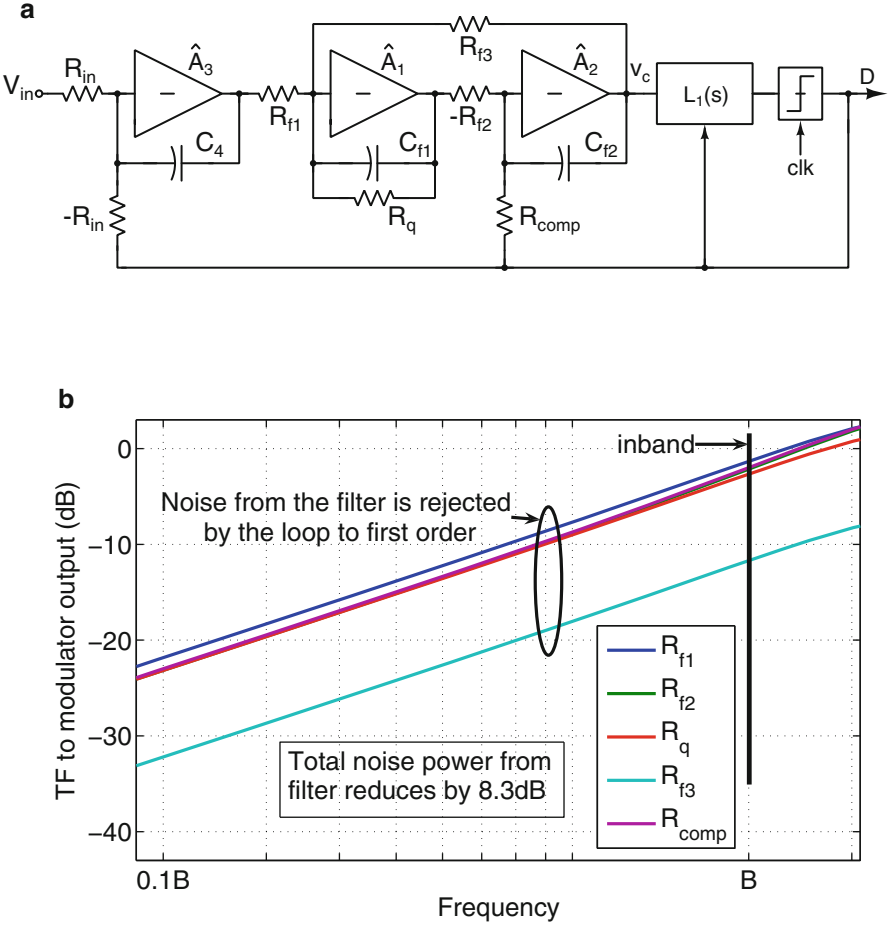 a
R_in
Â_3
R_f3
Â_1
Â_2
v_c
V_in
L_1(s)
D
R_f1
-R_f2
C_4
C_f1
C_f2
clk
-R_in
R_q
R_comp
b
0
inband
Noise from the filter is rejected
by the loop to first order
−10
−20
−30
−40
TF to modulator output (dB)
R_f1
R_f2
R_q
R_f3
R_comp
Total noise power from
filter reduces by 8.3dB
0.1B
B
Frequency